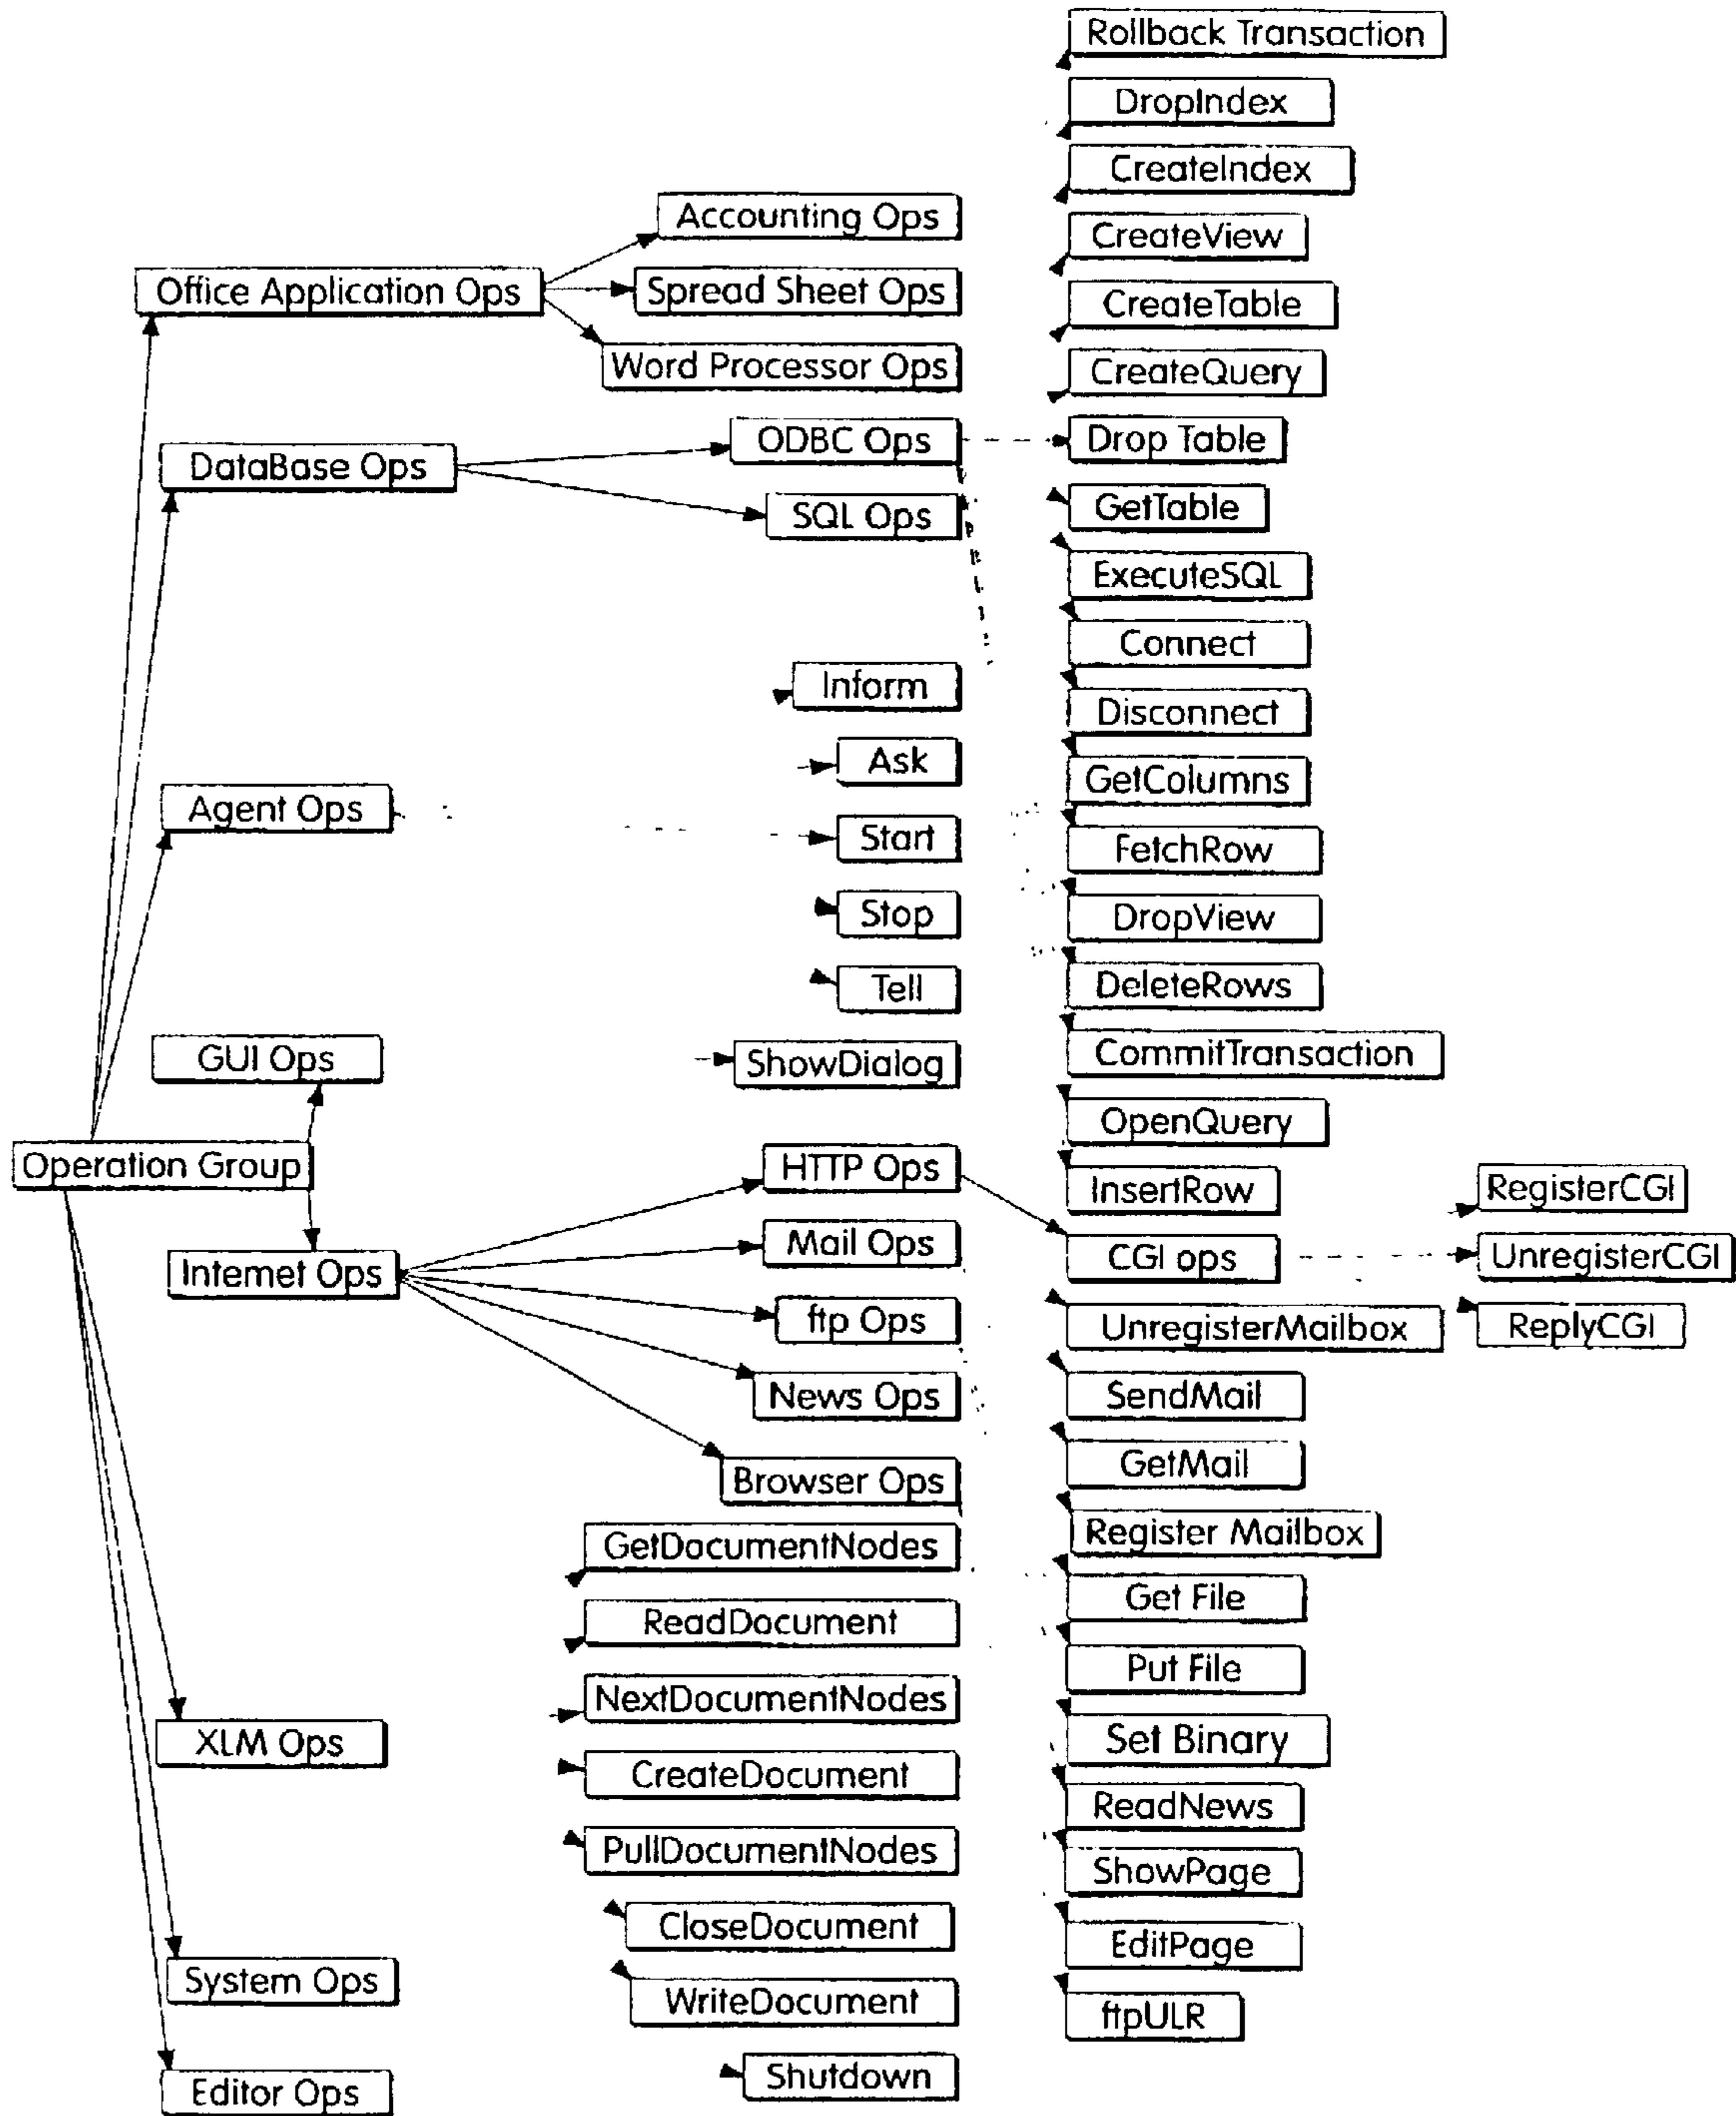 Operation Group
Office Application Ops
DataBase Ops
Agent Ops
GUI Ops
Internet Ops
XLM Ops
System Ops
Editor Ops
Accounting Ops
Spread Sheet Ops
Word Processor Ops
ODBC Ops
SQL Ops
Inform
Ask
Start
Stop
Tell
ShowDialog
HTTP Ops
Mail Ops
ftp Ops
News Ops
Browser Ops
GetDocumentNodes
ReadDocument
NextDocumentNodes
CreateDocument
PullDocumentNodes
CloseDocument
WriteDocument
Shutdown
Rollback Transaction
DropIndex
CreateIndex
CreateView
CreateTable
CreateQuery
Drop Table
GetTable
ExecuteSQL
Connect
Disconnect
GetColumns
FetchRow
DropView
DeleteRows
CommitTransaction
OpenQuery
InsertRow
CGI ops
UnregisterMailbox
SendMail
GetMail
Register Mailbox
Get File
Put File
Set Binary
ReadNews
ShowPage
EditPage
ftpULR
RegisterCGI
UnregisterCGI
ReplyCGI